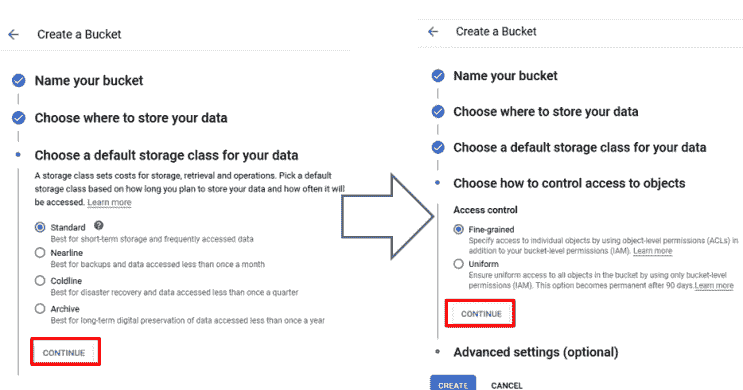 Create a Bucket
Name your bucket
Choose where to store your data
Choose a default storage class for your data
A storage class sets costs for storage, retrieval and operations. Pick a default
storage class based on how long you plan to store your data and how often it will
be accessed. Learn more
Standard
Best for short-term storage and frequently accessed data
Nearline
Best for backups and data accessed less than once a month
Coldline
Best for disaster recovery and data accessed less than once a quarter
Archive
Best for long-term digital preservation of data accessed less than once a year
CONTINUE
Create a Bucket
Name your bucket
Choose where to store your data
Choose a default storage class for your data
Choose how to control access to objects
Access control
Fine-grained
Specify access to individual objects by using object-level permissions (ACLs) in
addition to your bucket-level permissions (IAM). Learn more
Uniform
Ensure uniform access to all objects in the bucket by using only bucket-level
permissions (IAM). This option becomes permanent after 90 days.Learn more
CONTINUE
Advanced settings (optional)
CREATE CANCEL